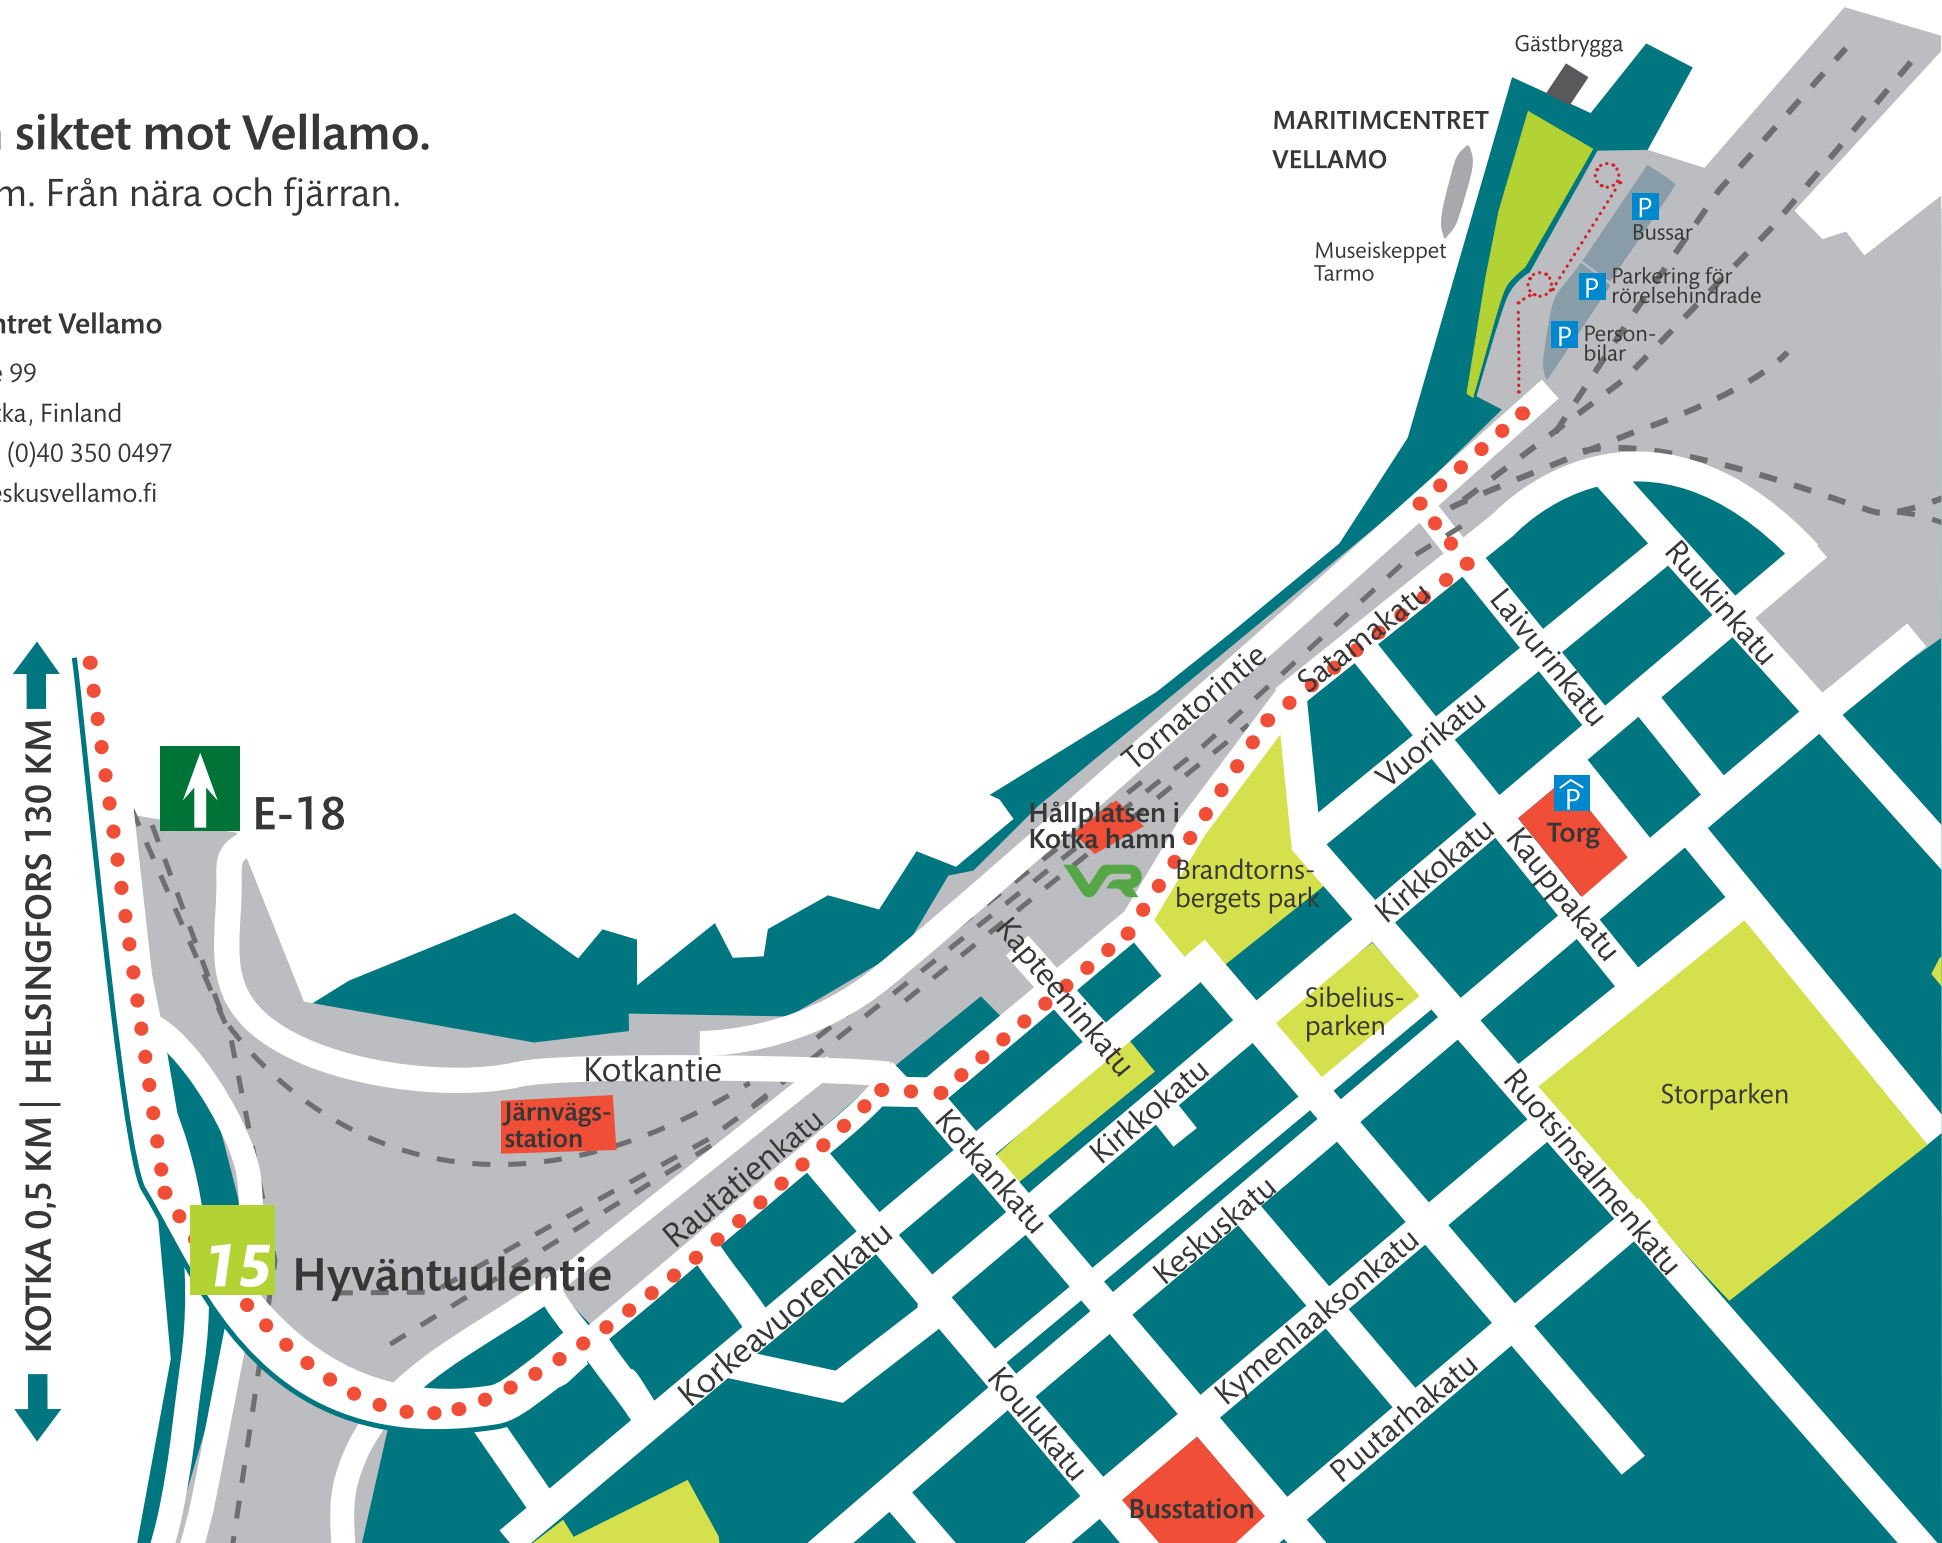 siktet mot Vellamo.
m. Från nära och fjärran.
ntret Vellamo
e 99
tka, Finland
(0)40 350 0497
eskusvellamo.fi
Gästbrygga
MARITIMCENTRET
VELLAMO
Museiskeppet
Tarmo
P
Bussar
P
Parkering för
rörelsehindrade
P
Person-
bilar
Ruukinkatu
Laivurinkatu
Satamakatu
Tornatorintie
Vuorikatu
KOTKA 0,5 KM | HELSINGFORS 130 KM
E-18
Hållplatsen i
Kotka hamn
VR
P
Torg
Kirkkokatu
Kauppakatu
Brandtorns-
bergets park
Kapteeninkatu
Sibelius-
parken
Storparken
Kotkantie
Järnvägs-
station
Rautatienkatu
Kotkankatu
Kirkkokatu
Ruotsinsalmenkatu
Keskuskatu
15
Hyväntuulentie
Korkeavuorenkatu
Kymenlaaksonkatu
Koulukatu
Puutarhakatu
Busstation